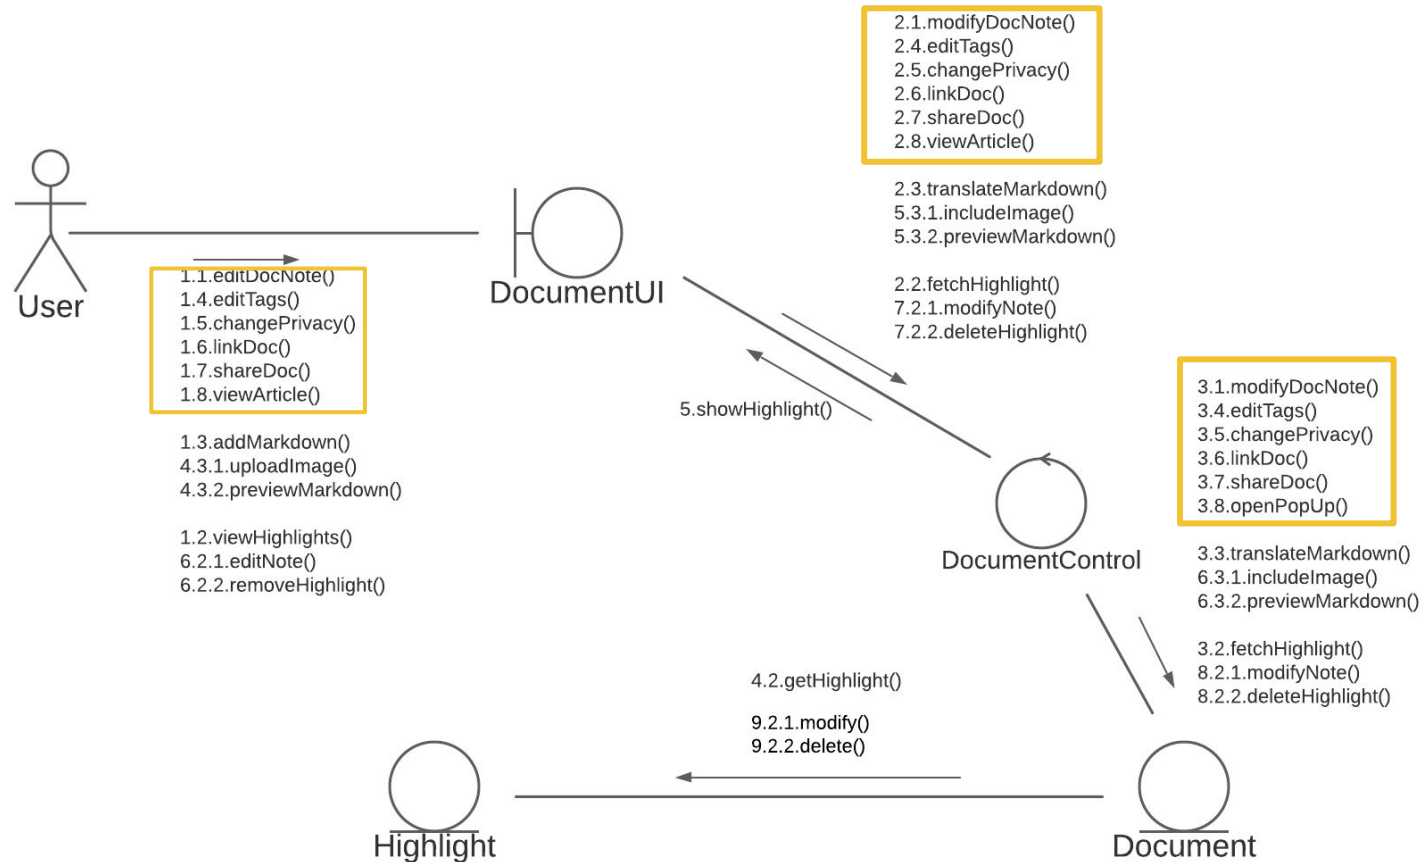 2.1.modifyDocNote()
2.4.editTags()
2.5.changePrivacy()
2.6.linkDoc()
2.7.shareDoc()
2.8.viewArticle()
2.3.translateMarkdown()
5.3.1.includeImage()
5.3.2.previewMarkdown()
2.2.fetchHighlight()
7.2.1.modifyNote()
7.2.2.deleteHighlight()
User
DocumentUI
1.1.editDocNote()
1.4.editTags()
1.5.changePrivacy()
1.6.linkDoc()
1.7.shareDoc()
1.8.viewArticle()
1.3.addMarkdown()
4.3.1.uploadImage()
4.3.2.previewMarkdown()
1.2.viewHighlights()
6.2.1.editNote()
6.2.2.removeHighlight()
5.showHighlight()
DocumentControl
3.1.modifyDocNote()
3.4.editTags()
3.5.changePrivacy()
3.6.linkDoc()
3.7.shareDoc()
3.8.openPopUp()
3.3.translateMarkdown()
6.3.1.includeImage()
6.3.2.previewMarkdown()
3.2.fetchHighlight()
8.2.1.modifyNote()
8.2.2.deleteHighlight()
4.2.getHighlight()
9.2.1.modify()
9.2.2.delete()
Highlight
Document